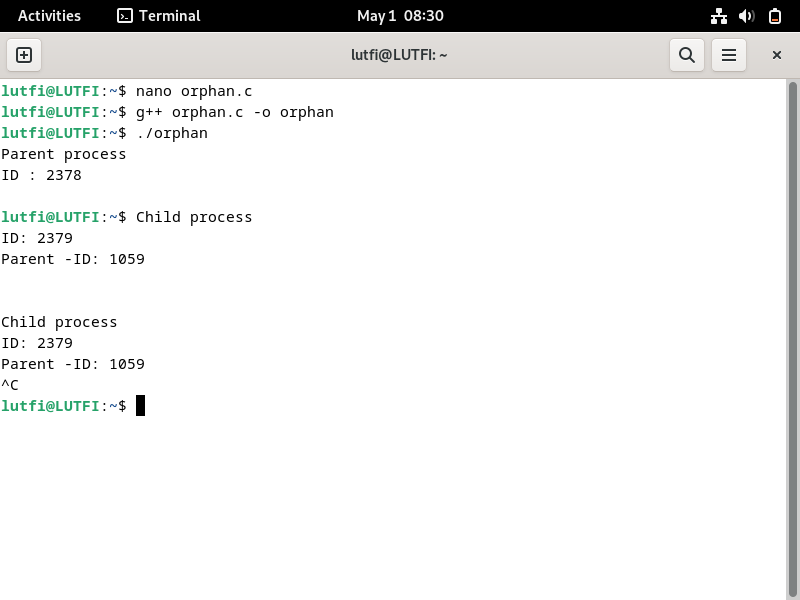 Activities Terminal May 1 08:30
lutfi@LUTFI: ~
lutfi@LUTFI:~$ nano orphan.c
lutfi@LUTFI:~$ g++ orphan.c -o orphan
lutfi@LUTFI:~$ ./orphan
Parent process
ID : 2378
lutfi@LUTFI:~$ Child process
ID: 2379
Parent -ID: 1059
Child process
ID: 2379
Parent -ID: 1059
^C
lutfi@LUTFI:~$